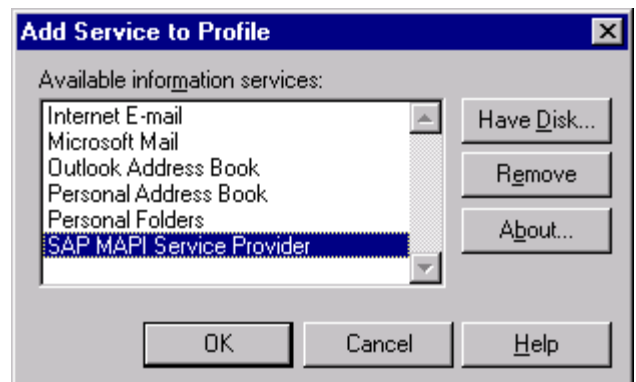 Add Service to Profile
Available information services:
Internet E-mail
Microsoft Mail
Outlook Address Book
Personal Address Book
Personal Folders
SAP MAPI Service Provider
Have Disk...
Remove
About...
OK
Cancel
Help